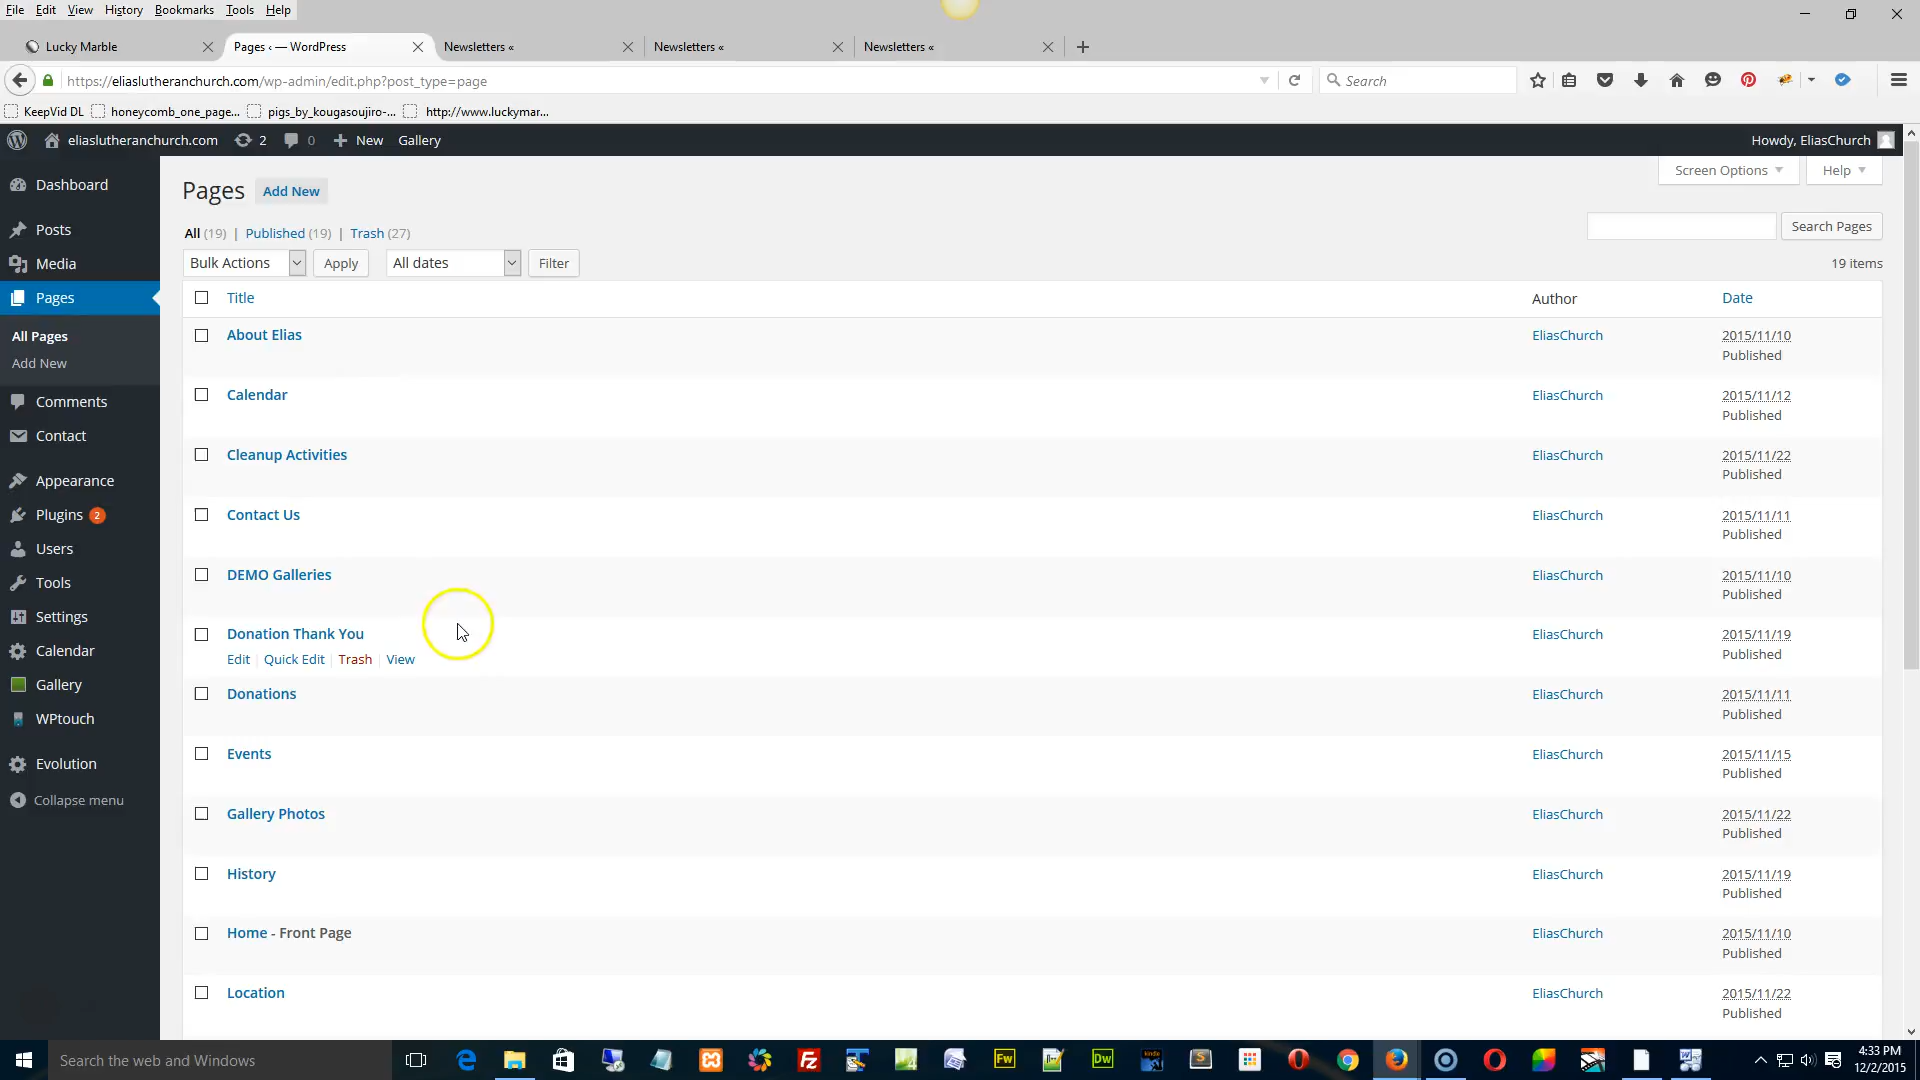 File Edit View History Bookmarks Tools Help
Lucky Marble
Pages ‹ — WordPress
Newsletters «
Newsletters «
Newsletters «
https://eliaslutheranchurch.com/wp-admin/edit.php?post_type=page
Search
KeepVid DL
honeycomb_one_page...
pigs_by_kougasoujiro-...
http://www.luckymar...
eliaslutheranchurch.com 2 0 New Gallery
Howdy, EliasChurch
Dashboard
Posts
Media
Pages
All Pages
Add New
Comments
Contact
Appearance
Plugins 2
Users
Tools
Settings
Calendar
Gallery
WPtouch
Evolution
Collapse menu
Screen Options
Help
Pages Add New
All (19) | Published (19) | Trash (27)
Search Pages
Bulk Actions Apply All dates Filter
19 items
Title Author Date
About Elias EliasChurch 2015/11/10
Published
Calendar EliasChurch 2015/11/12
Published
Cleanup Activities EliasChurch 2015/11/22
Published
Contact Us EliasChurch 2015/11/11
Published
DEMO Galleries EliasChurch 2015/11/10
Published
Donation Thank You EliasChurch 2015/11/19
Edit | Quick Edit | Trash | View Published
Donations EliasChurch 2015/11/11
Published
Events EliasChurch 2015/11/15
Published
Gallery Photos EliasChurch 2015/11/22
Published
History EliasChurch 2015/11/19
Published
Home - Front Page EliasChurch 2015/11/10
Published
Location EliasChurch 2015/11/22
Published
Search the web and Windows
Fz
Fw
Dw
kindle
4:33 PM
12/2/2015